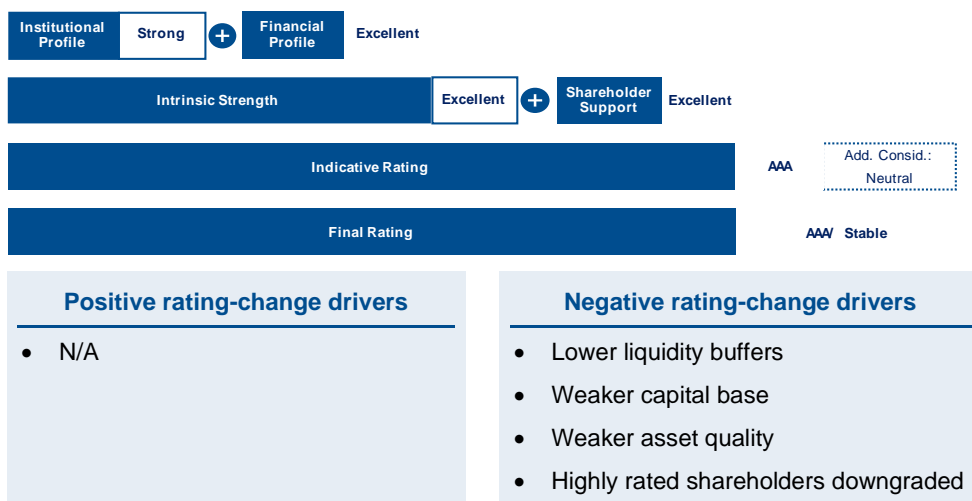 Institutional Profile Strong + Financial Profile Excellent
Intrinsic Strength Excellent + Shareholder Support Excellent
Indicative Rating AAA Add. Consid.: Neutral
Final Rating AAA/ Stable
Positive rating-change drivers
• N/A
Negative rating-change drivers
• Lower liquidity buffers
• Weaker capital base
• Weaker asset quality
• Highly rated shareholders downgraded